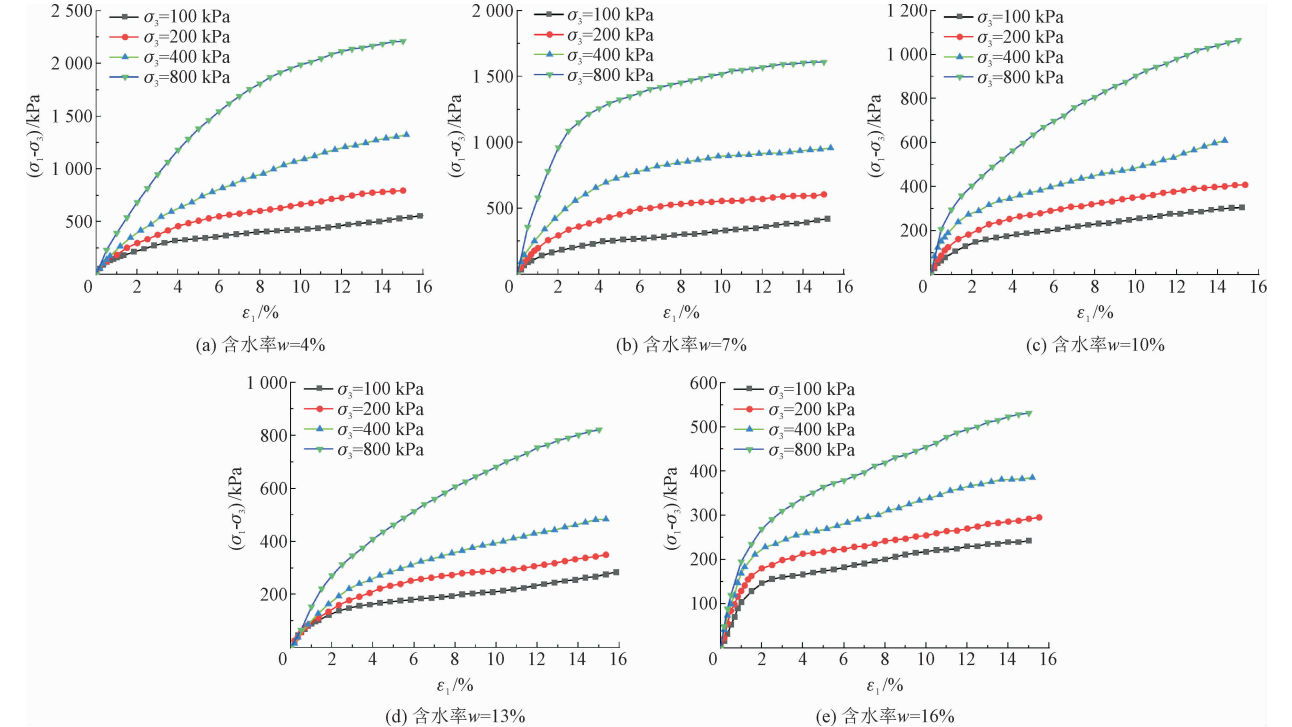 2 500
2 000
1 500
1 000
500
0 2 4 6 8 10 12 14 16
(σ₁-σ₃)/kPa
σ₃=100 kPa
σ₃=200 kPa
σ₃=400 kPa
σ₃=800 kPa
ε₁/%
(a) 含水率w=4%
2 000
1 500
1 000
500
0 2 4 6 8 10 12 14 16
(σ₁-σ₃)/kPa
σ₃=100 kPa
σ₃=200 kPa
σ₃=400 kPa
σ₃=800 kPa
ε₁/%
(b) 含水率w=7%
1 200
1 000
800
600
400
200
0 2 4 6 8 10 12 14 16
(σ₁-σ₃)/kPa
σ₃=100 kPa
σ₃=200 kPa
σ₃=400 kPa
σ₃=800 kPa
ε₁/%
(c) 含水率w=10%
1 000
800
600
400
200
0 2 4 6 8 10 12 14 16
(σ₁-σ₃)/kPa
σ₃=100 kPa
σ₃=200 kPa
σ₃=400 kPa
σ₃=800 kPa
ε₁/%
(d) 含水率w=13%
600
500
400
300
200
100
0 2 4 6 8 10 12 14 16
(σ₁-σ₃)/kPa
σ₃=100 kPa
σ₃=200 kPa
σ₃=400 kPa
σ₃=800 kPa
ε₁/%
(e) 含水率w=16%